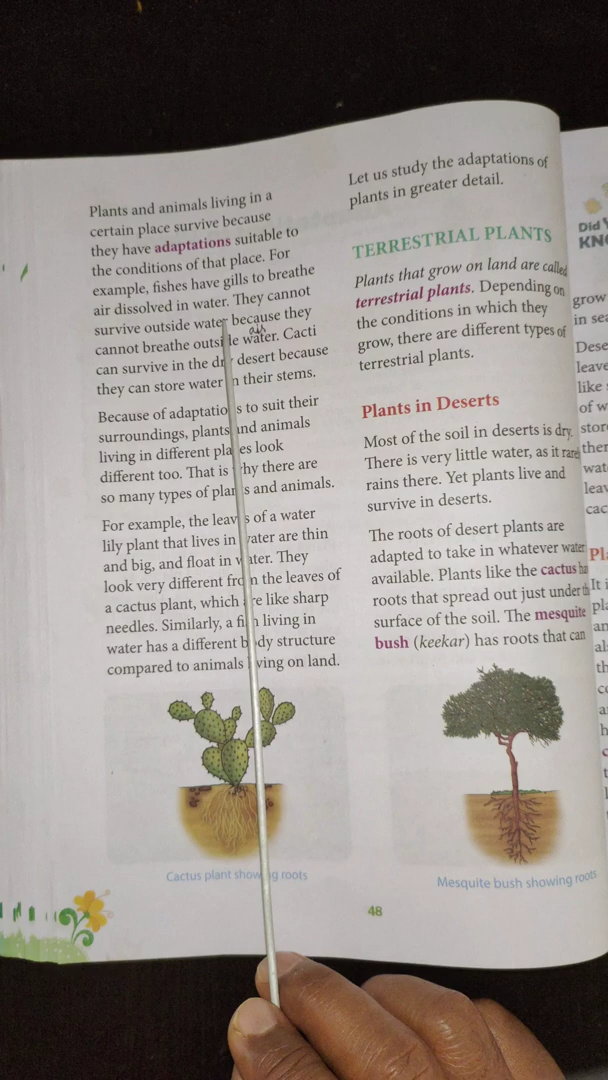 Plants and animals living in a
certain place survive because
they have adaptations suitable to
the conditions of that place. For
example, fishes have gills to breathe
air dissolved in water. They cannot
survive outside water because they
cannot breathe outside water. Cacti
can survive in the dry desert because
they can store water in their stems.
Because of adaptations to suit their
surroundings, plants and animals
living in different places look
different too. That is why there are
so many types of plants and animals.
For example, the leaves of a water
lily plant that lives in water are thin
and big, and float in water. They
look very different from the leaves of
a cactus plant, which are like sharp
needles. Similarly, a fish living in
water has a different body structure
compared to animals living on land.
Cactus plant showing roots
Let us study the adaptations of
plants in greater detail.
TERRESTRIAL PLANTS
Plants that grow on land are called
terrestrial plants. Depending on
the conditions in which they
grow, there are different types of
terrestrial plants.
Plants in Deserts
Most of the soil in deserts is dry.
There is very little water, as it rarely
rains there. Yet plants live and
survive in deserts.
The roots of desert plants are
adapted to take in whatever water
available. Plants like the cactus ha
roots that spread out just under th
surface of the soil. The mesquite
bush (keekar) has roots that can
Mesquite bush showing roots
48
Did
grow
in sea
Dese
leave
like
of w